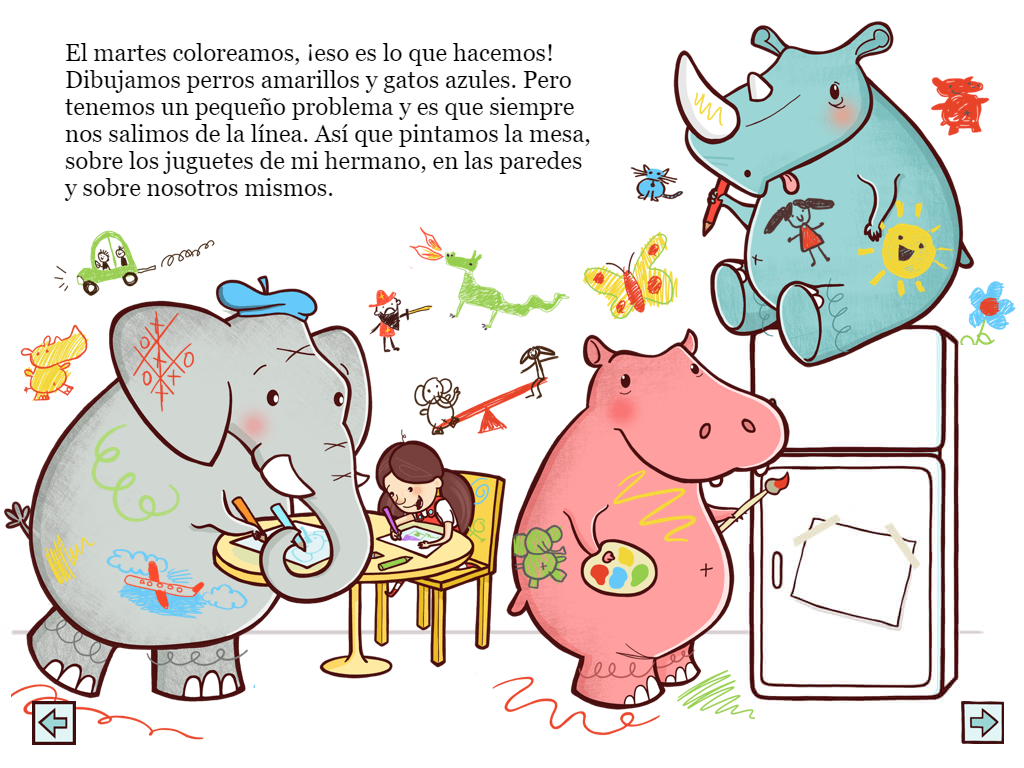 El martes coloreamos, ¡eso es lo que hacemos!
Dibujamos perros amarillos y gatos azules. Pero
tenemos un pequeño problema y es que siempre
nos salimos de la línea. Así que pintamos la mesa,
sobre los juguetes de mi hermano, en las paredes
y sobre nosotros mismos.